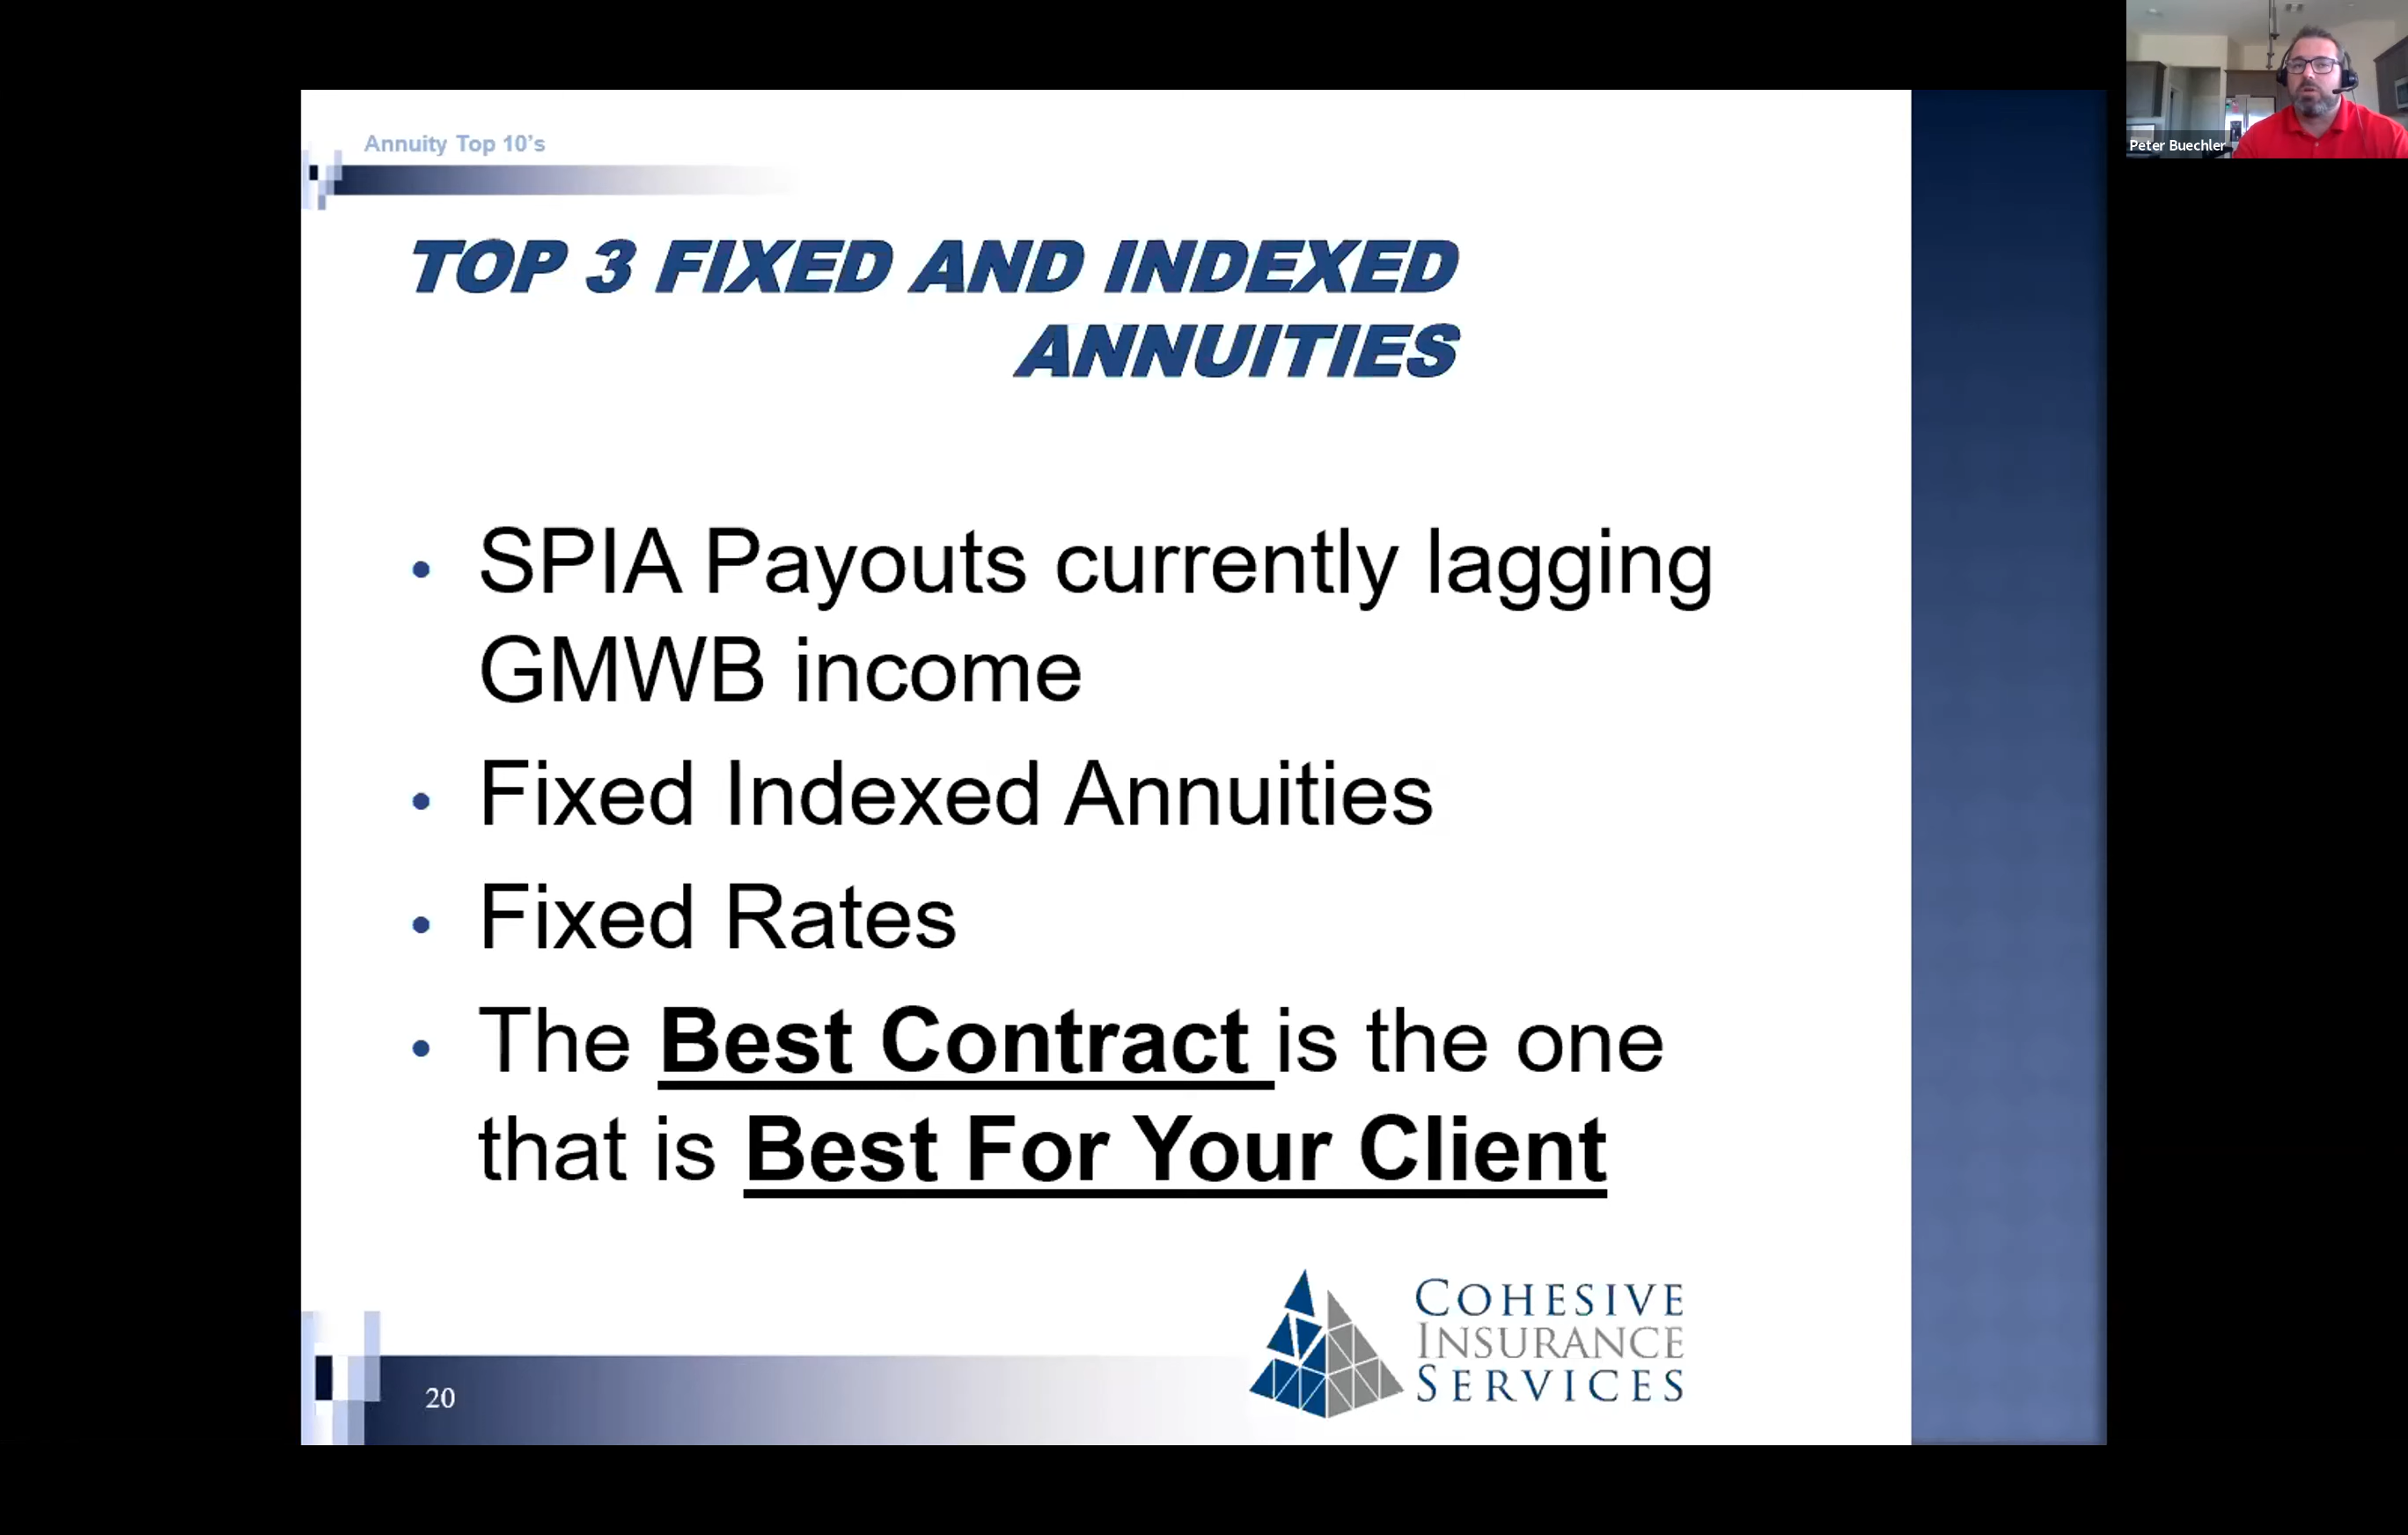 Peter Buechler
Annuity Top 10's
TOP 3 FIXED AND INDEXED
ANNUITIES
• SPIA Payouts currently lagging
GMWB income
• Fixed Indexed Annuities
• Fixed Rates
• The Best Contract is the one
that is Best For Your Client
COHESIVE
INSURANCE
SERVICES
20